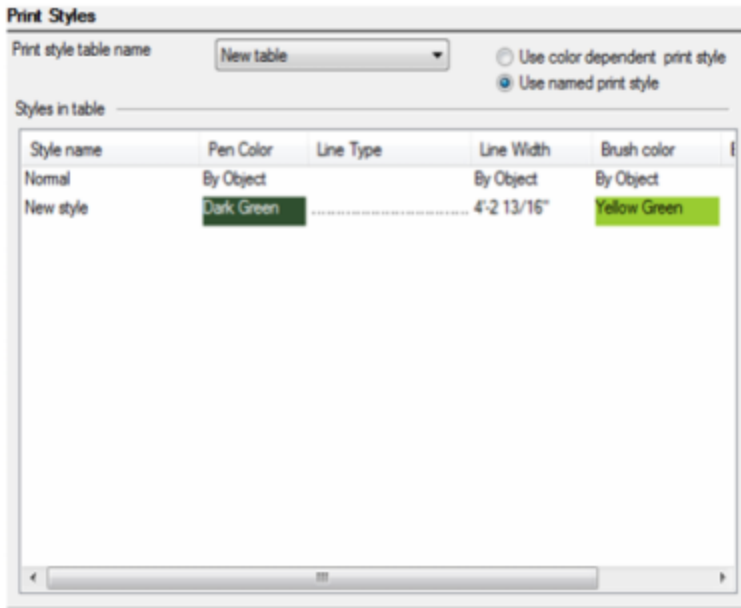 Print Styles
Print style table name New table Use color dependent print style
Use named print style
Styles in table
Style name Pen Color Line Type Line Width Brush color
Normal By Object By Object By Object
New style Dark Green 4'-2 13/16" Yellow Green